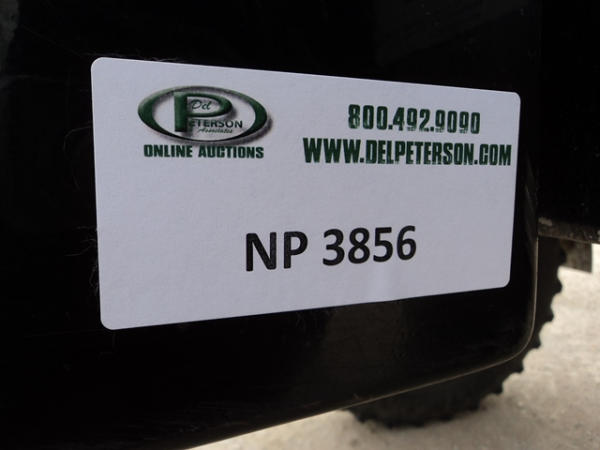 Del
PETERSON
& Associates
ONLINE AUCTIONS
800.492.9090
WWW.DELPETERSON.COM
NP 3856